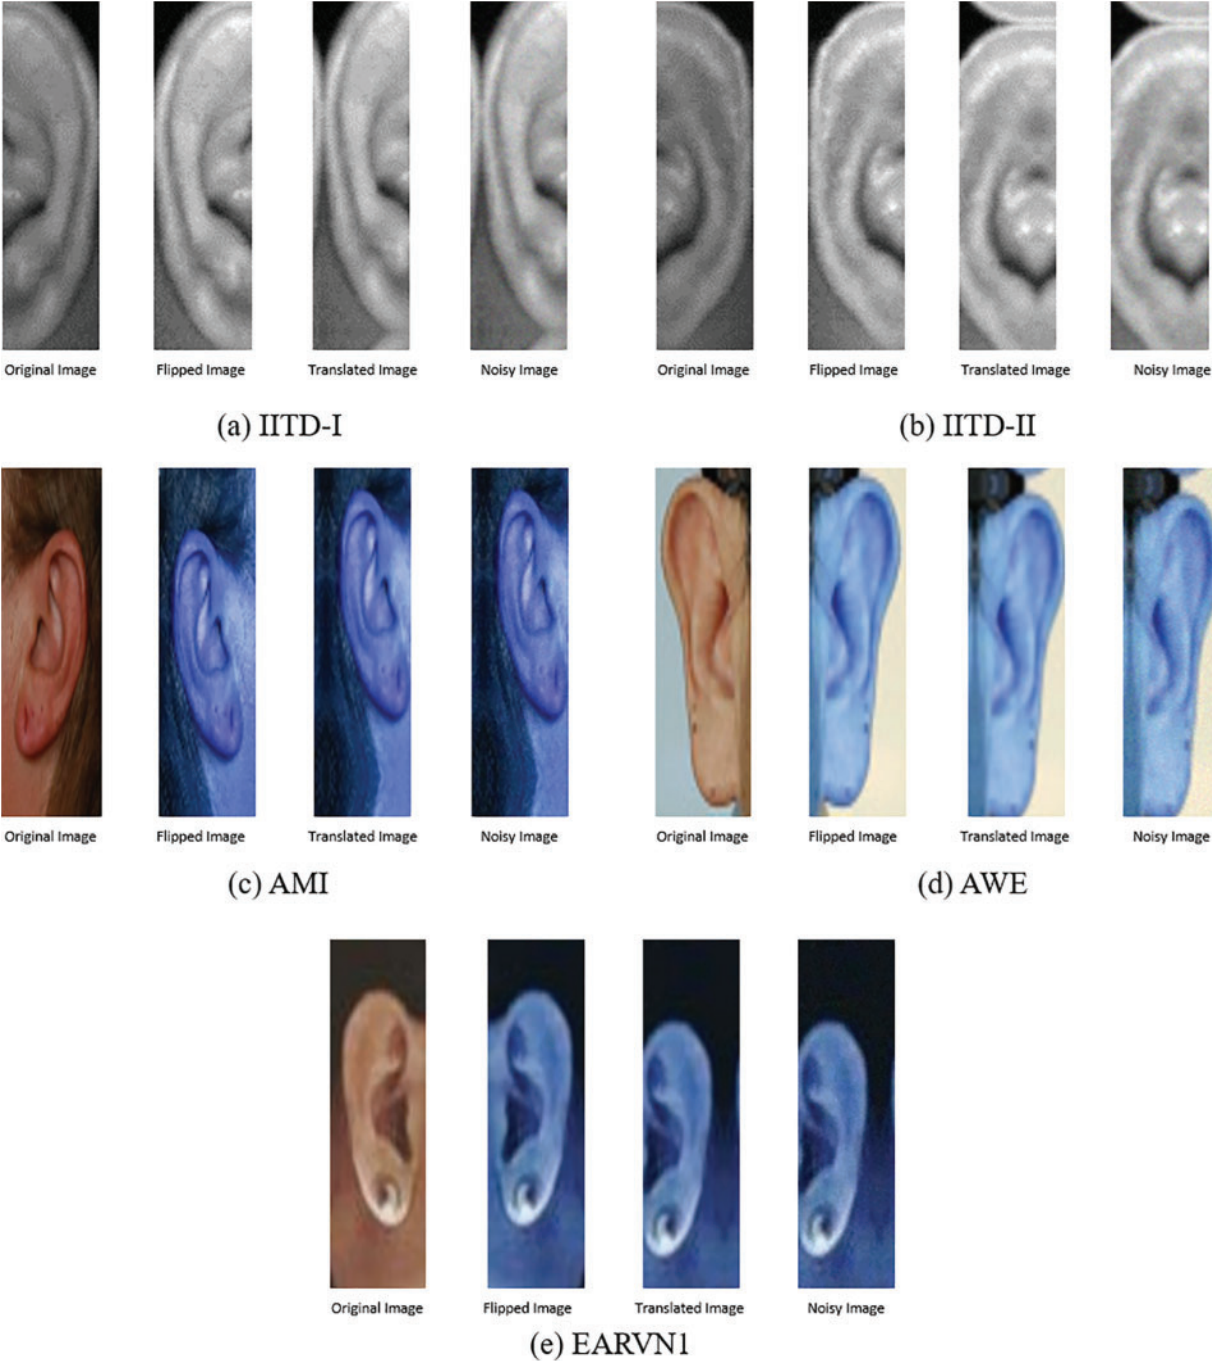 Original Image Flipped Image Translated Image Noisy Image Original Image Flipped Image Translated Image Noisy Image
(a) IITD-I (b) IITD-II
Original Image Flipped Image Translated Image Noisy Image Original Image Flipped Image Translated Image Noisy Image
(c) AMI (d) AWE
Original Image Flipped Image Translated Image Noisy Image
(e) EARVN1